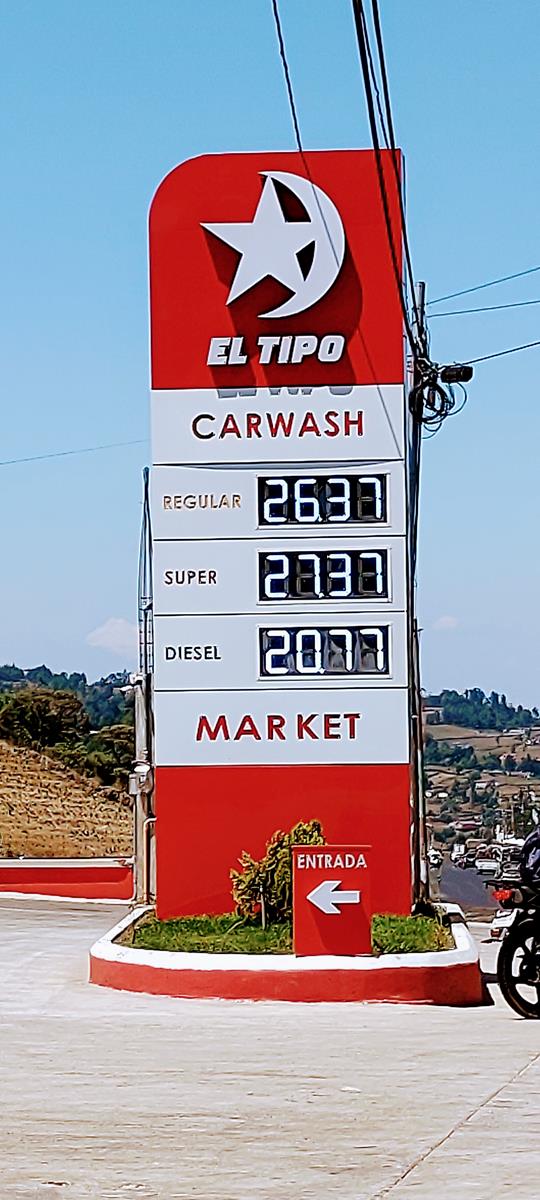 EL TIPO
CARWASH
REGULAR 26.37
SUPER 27.37
DIESEL 20.77
MARKET
ENTRADA